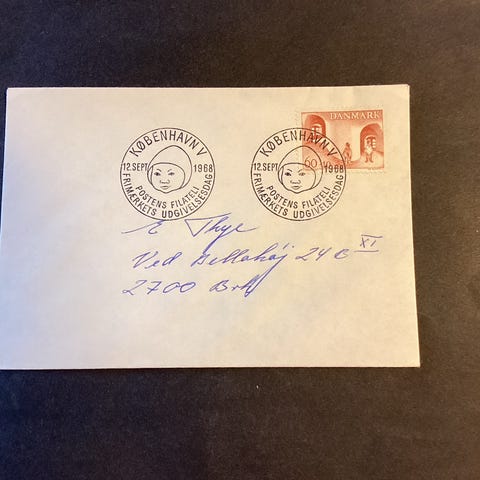 KØBENHAVN V
12. SEPT. 1968
POSTENS FILATELI
FRIMÆRKETS UDGIVELSESDAG
KØBENHAVN V
12. SEPT. 1968
POSTENS FILATELI
FRIMÆRKETS UDGIVELSESDAG
DANMARK
60
E Thye
Ved Bellahøj 24 C XI
2700 Brh